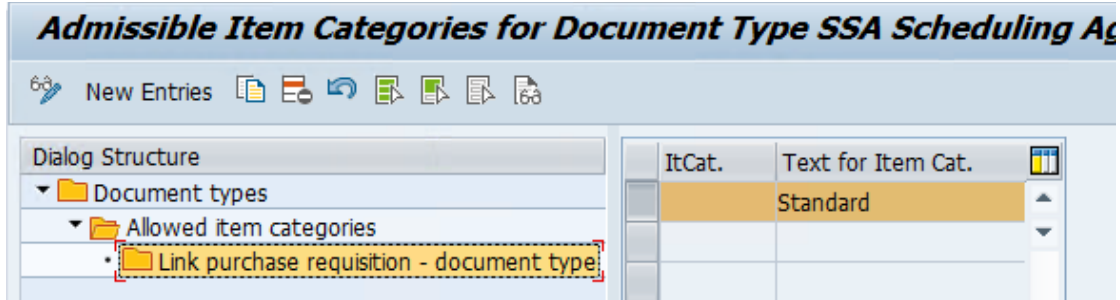 Admissible Item Categories for Document Type SSA Scheduling
New Entries
Dialog Structure
Document types
Allowed item categories
Link purchase requisition - document type
ItCat. Text for Item Cat.
Standard